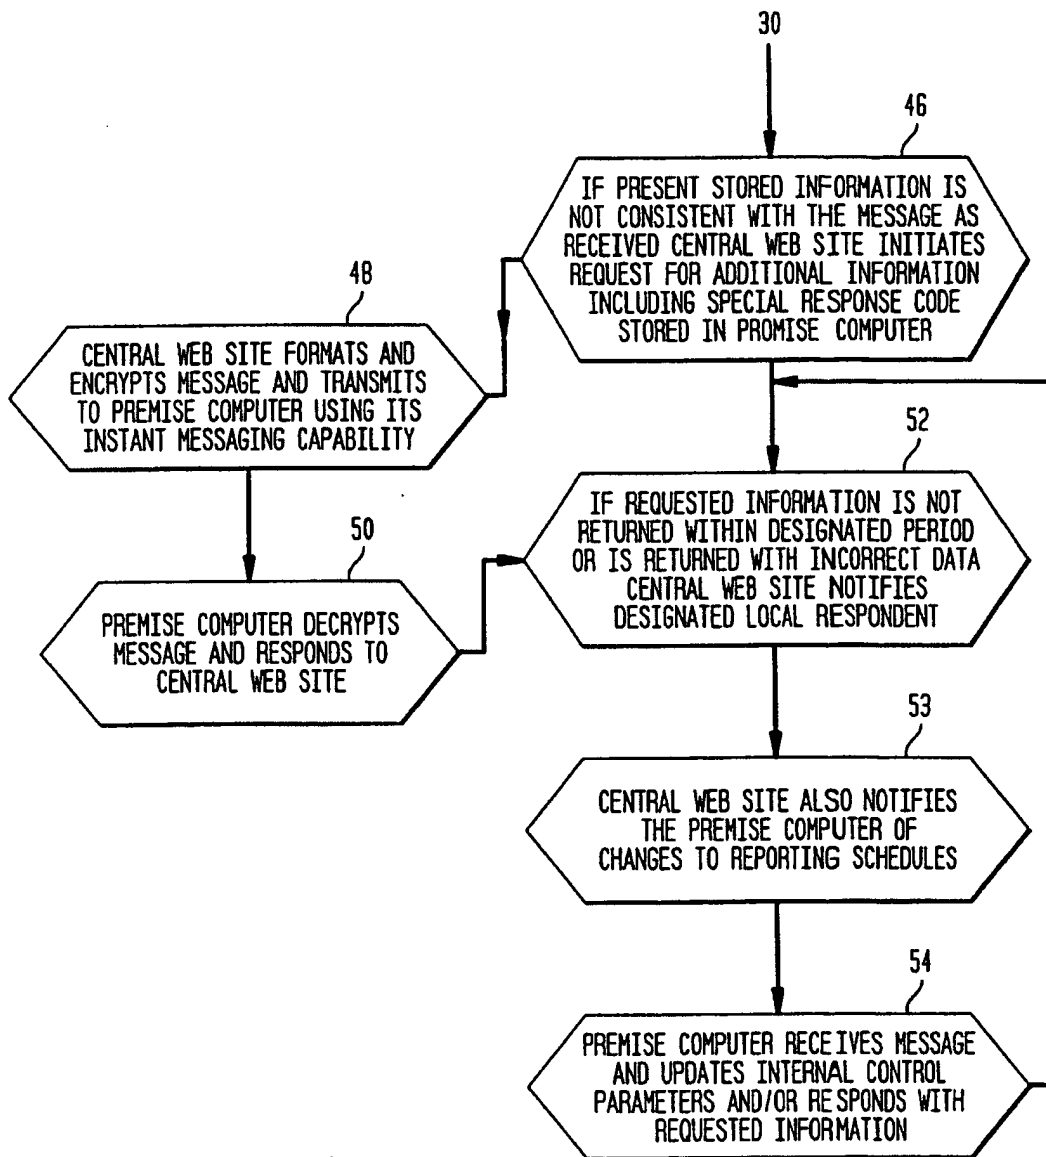 30
46
IF PRESENT STORED INFORMATION IS
NOT CONSISTENT WITH THE MESSAGE AS
RECEIVED CENTRAL WEB SITE INITIATES
REQUEST FOR ADDITIONAL INFORMATION
INCLUDING SPECIAL RESPONSE CODE
STORED IN PROMISE COMPUTER
48
CENTRAL WEB SITE FORMATS AND
ENCRYPTS MESSAGE AND TRANSMITS
TO PREMISE COMPUTER USING ITS
INSTANT MESSAGING CAPABILITY
50
PREMISE COMPUTER DECRYPTS
MESSAGE AND RESPONDS TO
CENTRAL WEB SITE
52
IF REQUESTED INFORMATION IS NOT
RETURNED WITHIN DESIGNATED PERIOD
OR IS RETURNED WITH INCORRECT DATA
CENTRAL WEB SITE NOTIFIES
DESIGNATED LOCAL RESPONDENT
53
CENTRAL WEB SITE ALSO NOTIFIES
THE PREMISE COMPUTER OF
CHANGES TO REPORTING SCHEDULES
54
PREMISE COMPUTER RECEIVES MESSAGE
AND UPDATES INTERNAL CONTROL
PARAMETERS AND/OR RESPONDS WITH
REQUESTED INFORMATION